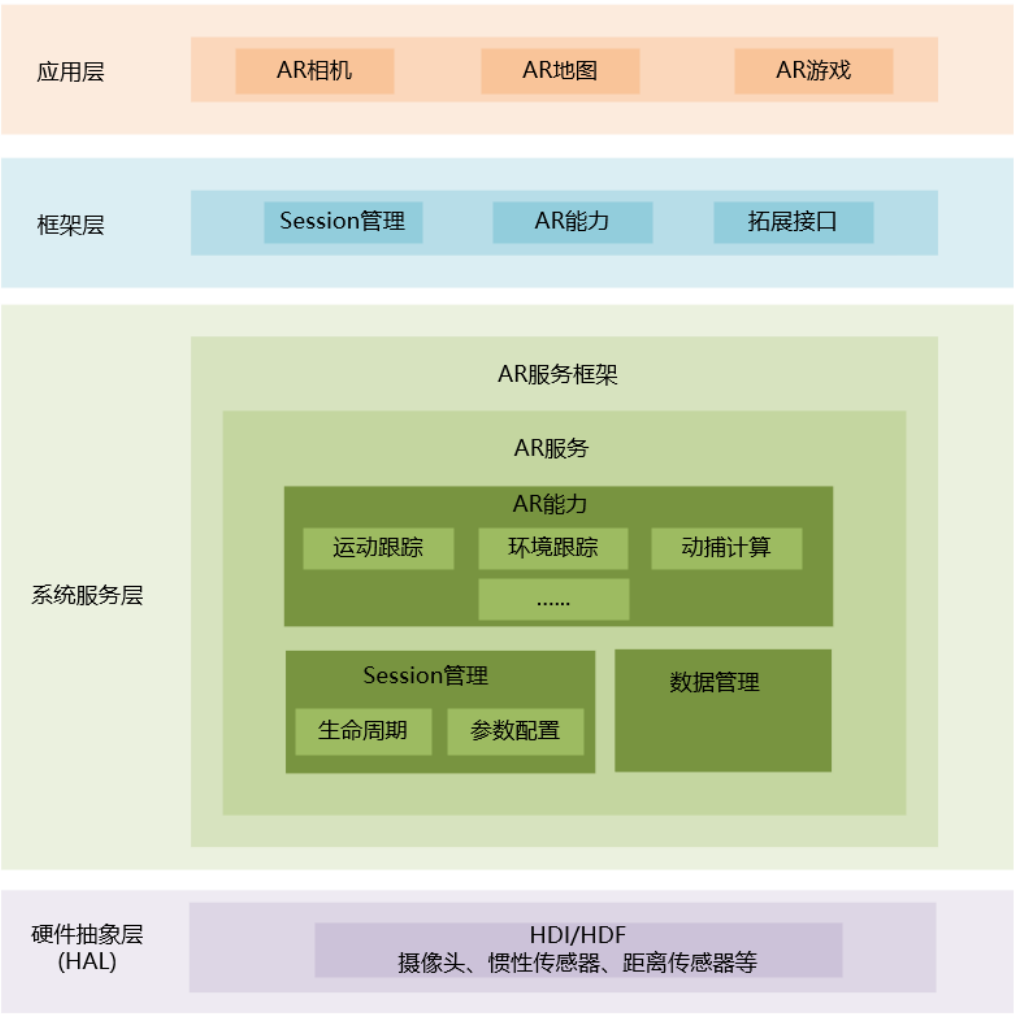 应用层
AR相机
AR地图
AR游戏
框架层
Session管理
AR能力
拓展接口
系统服务层
AR服务框架
AR服务
AR能力
运动跟踪
环境跟踪
动捕计算
......
Session管理
生命周期
参数配置
数据管理
硬件抽象层
(HAL)
HDI/HDF
摄像头、惯性传感器、距离传感器等